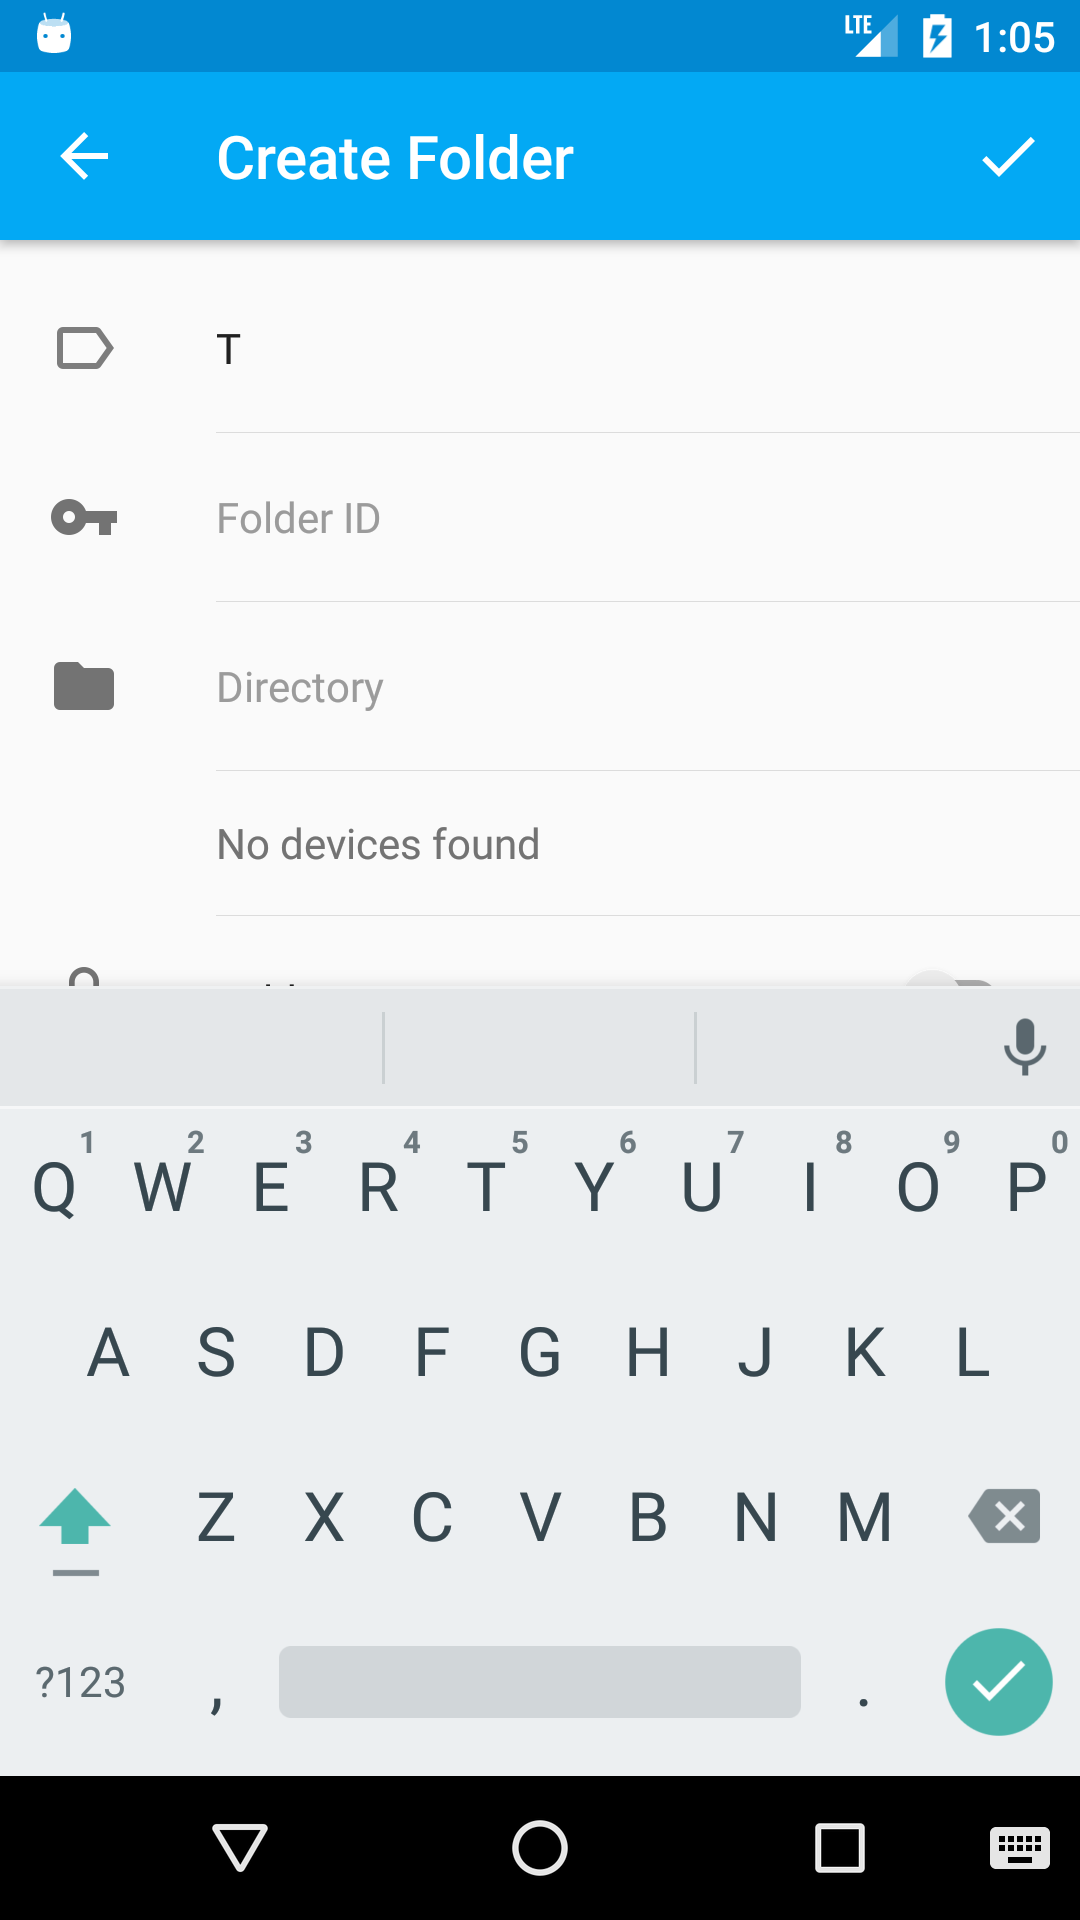 LTE 1:05
Create Folder
T
Folder ID
Directory
No devices found
1 2 3 4 5 6 7 8 9 0
Q W E R T Y U I O P
A S D F G H J K L
Z X C V B N M
?123 , .